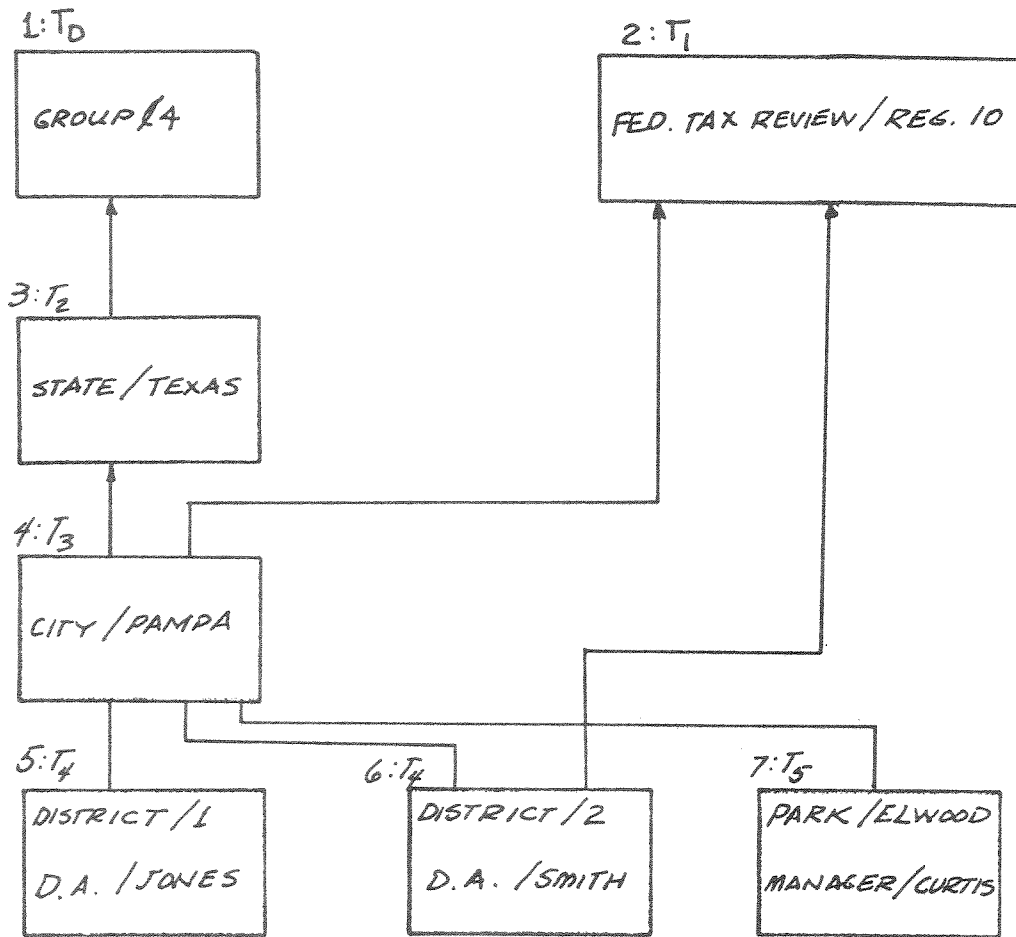 1:T0
2:T1
GROUP/A
FED. TAX REVIEW/REG. 10
3:T2
STATE/TEXAS
4:T3
CITY/PAMPA
5:T4
6:T4
7:T5
DISTRICT/1
D.A./JONES
DISTRICT/2
D.A./SMITH
PARK/ELWOOD
MANAGER/CURTIS